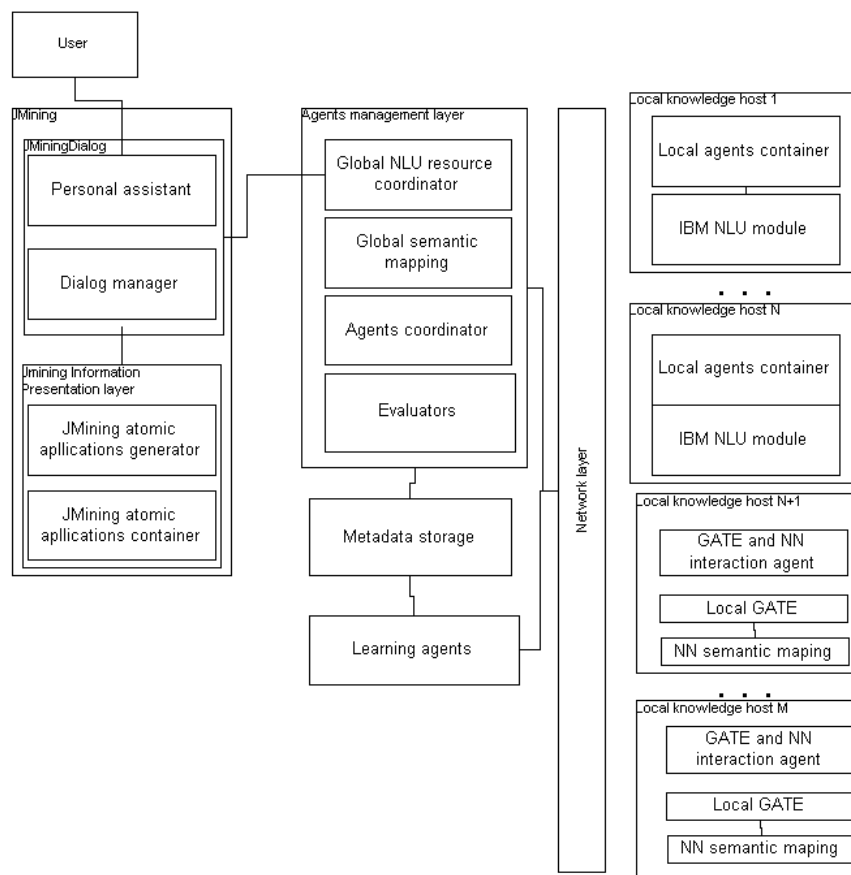 User
JMining
JMiningDialog
Personal assistant
Dialog manager
Jmining Information
Presentation layer
JMining atomic
apllications generator
JMining atomic
apllications container
Agents management layer
Global NLU resource
coordinator
Global semantic
mapping
Agents coordinator
Evaluators
Metadata storage
Learning agents
Network layer
Local knowledge host 1
Local agents container
IBM NLU module
. . .
Local knowledge host N
Local agents container
IBM NLU module
Local knowledge host N+1
GATE and NN
interaction agent
Local GATE
NN semantic maping
. . .
Local knowledge host M
GATE and NN
interaction agent
Local GATE
NN semantic maping